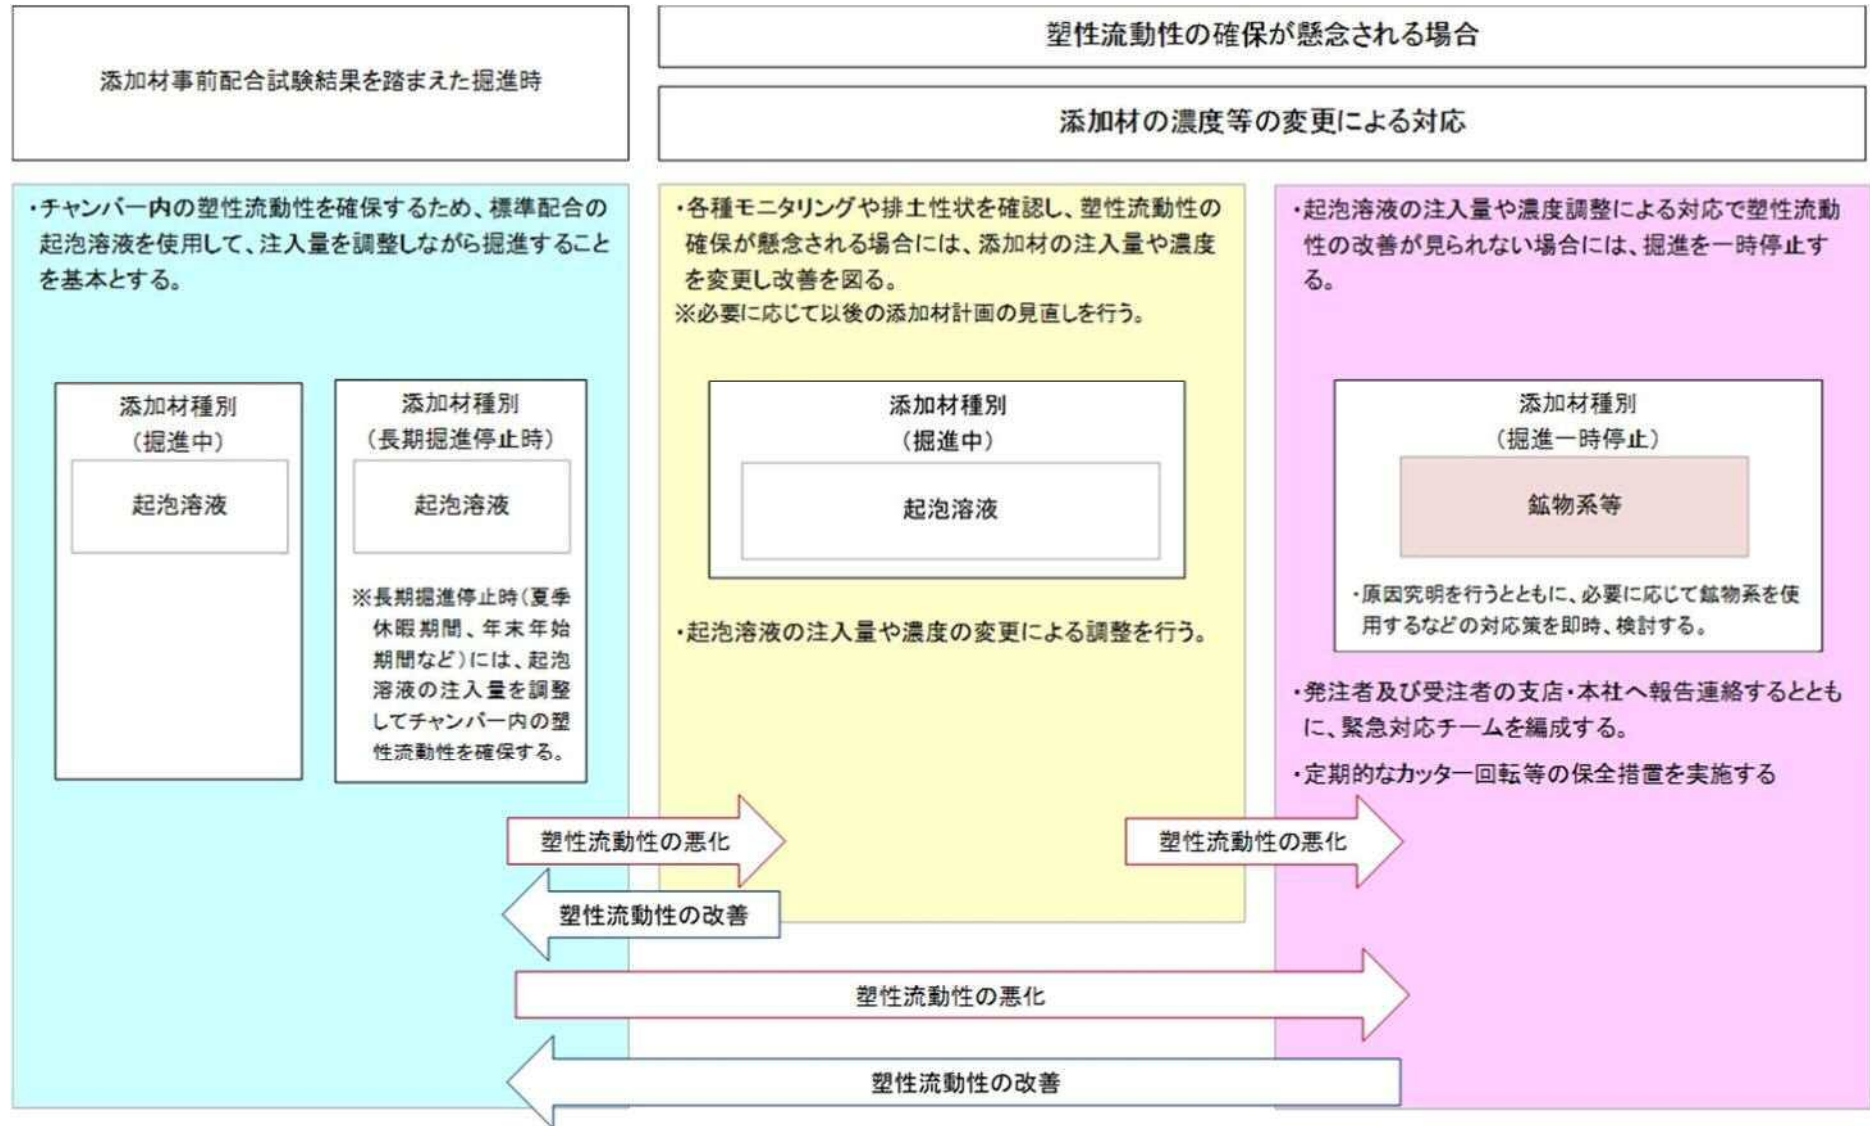 添加材事前配合試験結果を踏まえた掘進時
塑性流動性の確保が懸念される場合
添加材の濃度等の変更による対応
・チャンバー内の塑性流動性を確保するため、標準配合の
起泡溶液を使用して、注入量を調整しながら掘進すること
を基本とする。
添加材種別
（掘進中）
起泡溶液
添加材種別
（長期掘進停止時）
起泡溶液
※長期掘進停止時（夏季
休暇期間、年末年始
期間など）には、起泡
溶液の注入量を調整
してチャンバー内の塑
性流動性を確保する。
・各種モニタリングや排土性状を確認し、塑性流動性の
確保が懸念される場合には、添加材の注入量や濃度
を変更し改善を図る。
※必要に応じて以後の添加材計画の見直しを行う。
添加材種別
（掘進中）
起泡溶液
・起泡溶液の注入量や濃度の変更による調整を行う。
・起泡溶液の注入量や濃度調整による対応で塑性流動
性の改善が見られない場合には、掘進を一時停止す
る。
添加材種別
（掘進一時停止）
鉱物系等
・原因究明を行うとともに、必要に応じて鉱物系を使
用するなどの対応策を即時、検討する。
・発注者及び受注者の支店・本社へ報告連絡するととも
に、緊急対応チームを編成する。
・定期的なカッター回転等の保全措置を実施する
塑性流動性の悪化
塑性流動性の悪化
塑性流動性の改善
塑性流動性の悪化
塑性流動性の改善